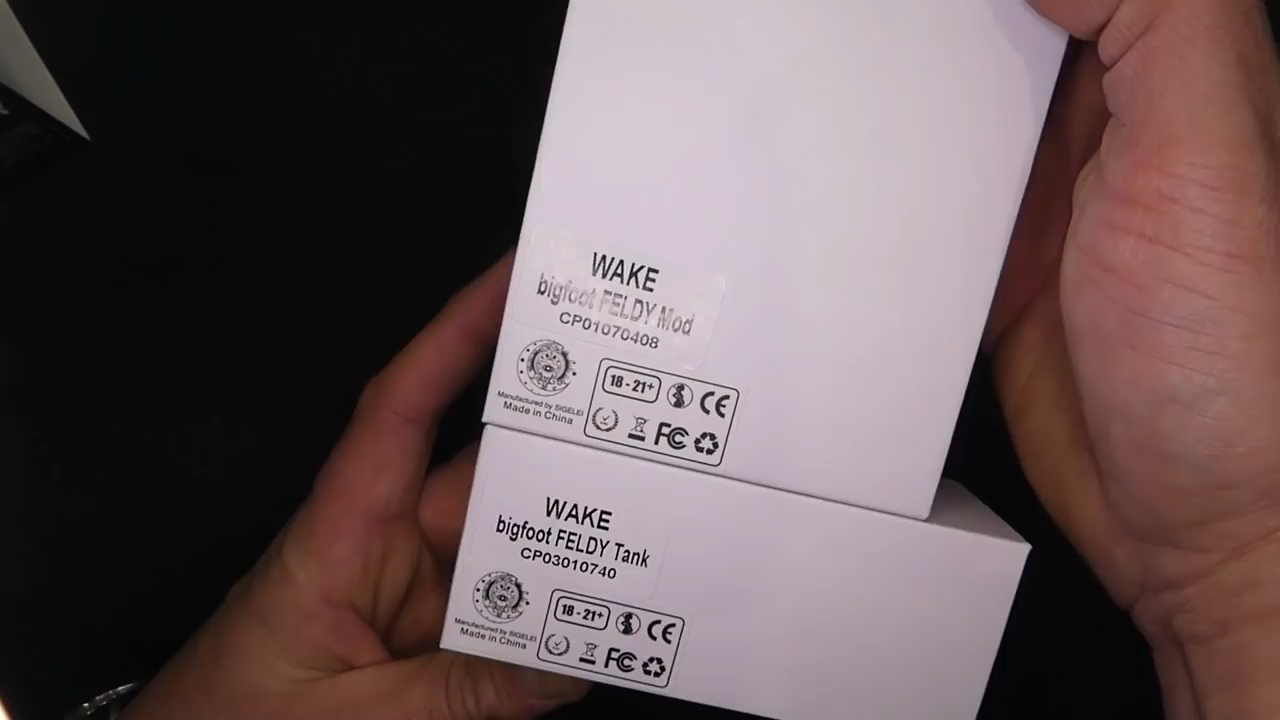 WAKE
bigfoot FELDY Mod
CP01070408
Manufactured by SIGELEI
Made in China
18 - 21+
CE
FC
WAKE
bigfoot FELDY Tank
CP03010740
Manufactured by SIGELEI
Made in China
18 - 21+
CE
FC